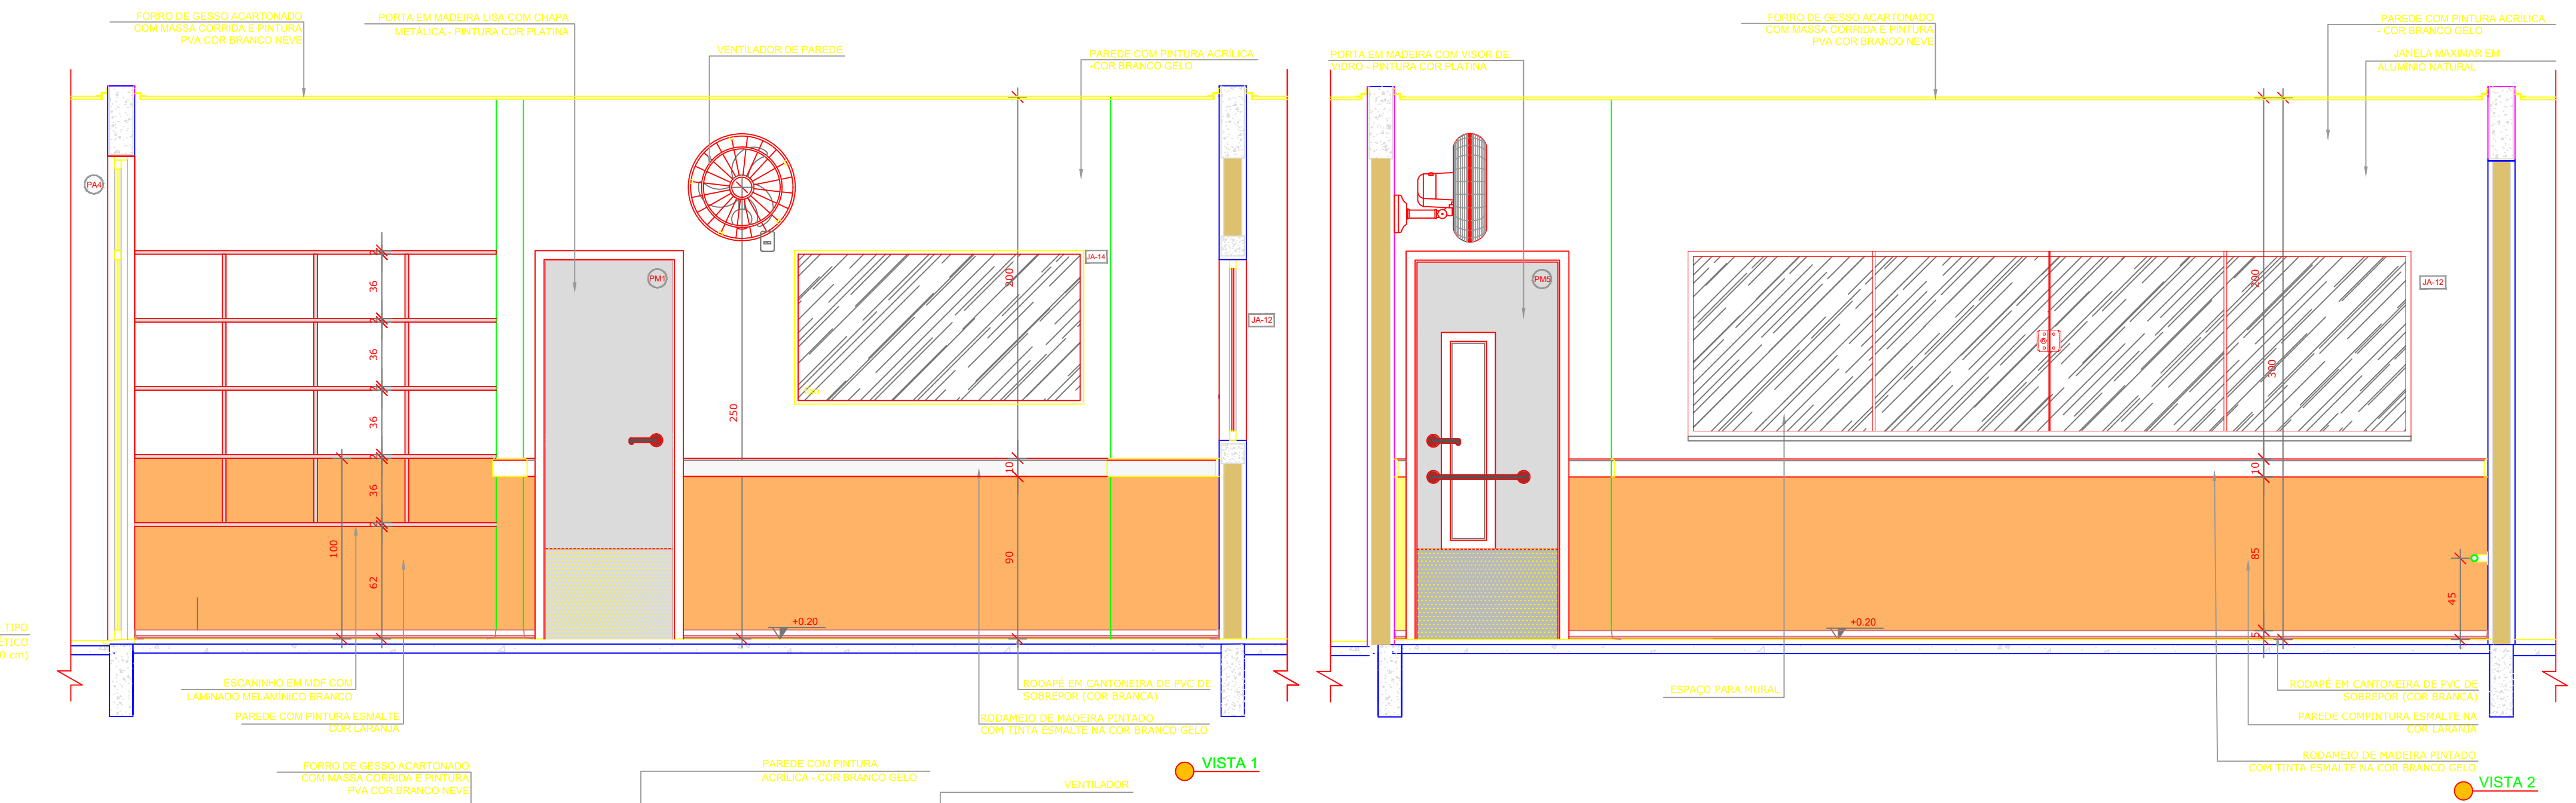 FORRO DE GESSO ACARTONADO
COM MASSA CORRIDA E PINTURA
PVA COR BRANCO NEVE
PORTA EM MADEIRA LISA COM CHAPA
METÁLICA - PINTURA COR PLATINA
VENTILADOR DE PAREDE
PAREDE COM PINTURA ACRÍLICA
-COR BRANCO GELO
PA4
PM1
JA-14
JA-12
2
36
2
36
2
36
2
36
2
62
100
250
200
10
90
+0.20
TIPO
ESCANINHO EM MDF COM
LAMINADO MELAMÍNICO BRANCO
PAREDE COM PINTURA ESMALTE
COR LARANJA
RODAPÉ EM CANTONEIRA DE PVC DE
SOBREPOR (COR BRANCA)
RODAMEIO DE MADEIRA PINTADO
COM TINTA ESMALTE NA COR BRANCO GELO
VISTA 1
PORTA EM MADEIRA COM VISOR DE
VIDRO - PINTURA COR PLATINA
FORRO DE GESSO ACARTONADO
COM MASSA CORRIDA E PINTURA
PVA COR BRANCO NEVE
PAREDE COM PINTURA ACRÍLICA
- COR BRANCO GELO
JANELA MAXIMAR EM
ALUMÍNIO NATURAL
PM5
JA-12
200
300
10
85
5
45
+0.20
ESPAÇO PARA MURAL
RODAPÉ EM CANTONEIRA DE PVC DE
SOBREPOR (COR BRANCA)
PAREDE COMPINTURA ESMALTE NA
COR LARANJA
RODAMEIO DE MADEIRA PINTADO
COM TINTA ESMALTE NA COR BRANCO GELO
VISTA 2
FORRO DE GESSO ACARTONADO
COM MASSA CORRIDA E PINTURA
PVA COR BRANCO NEVE
PAREDE COM PINTURA
ACRÍLICA - COR BRANCO GELO
VENTILADOR